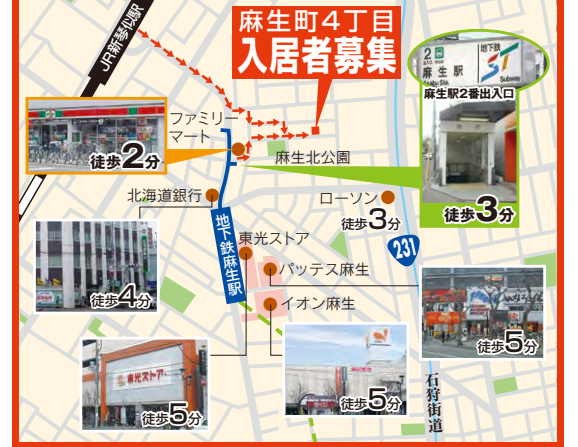 麻生町4丁目
入居者募集
JR新琴似駅
2
麻生駅
Asabu Sta.
地下鉄
ST
Subway
麻生駅2番出入口
徒歩3分
ファミリー
マート
徒歩2分
麻生北公園
北海道銀行
ローソン
徒歩3分
231
地下鉄麻生駅
東光ストア
パッテス麻生
イオン麻生
徒歩4分
東光ストア
徒歩5分
徒歩5分
徒歩5分
石狩街道